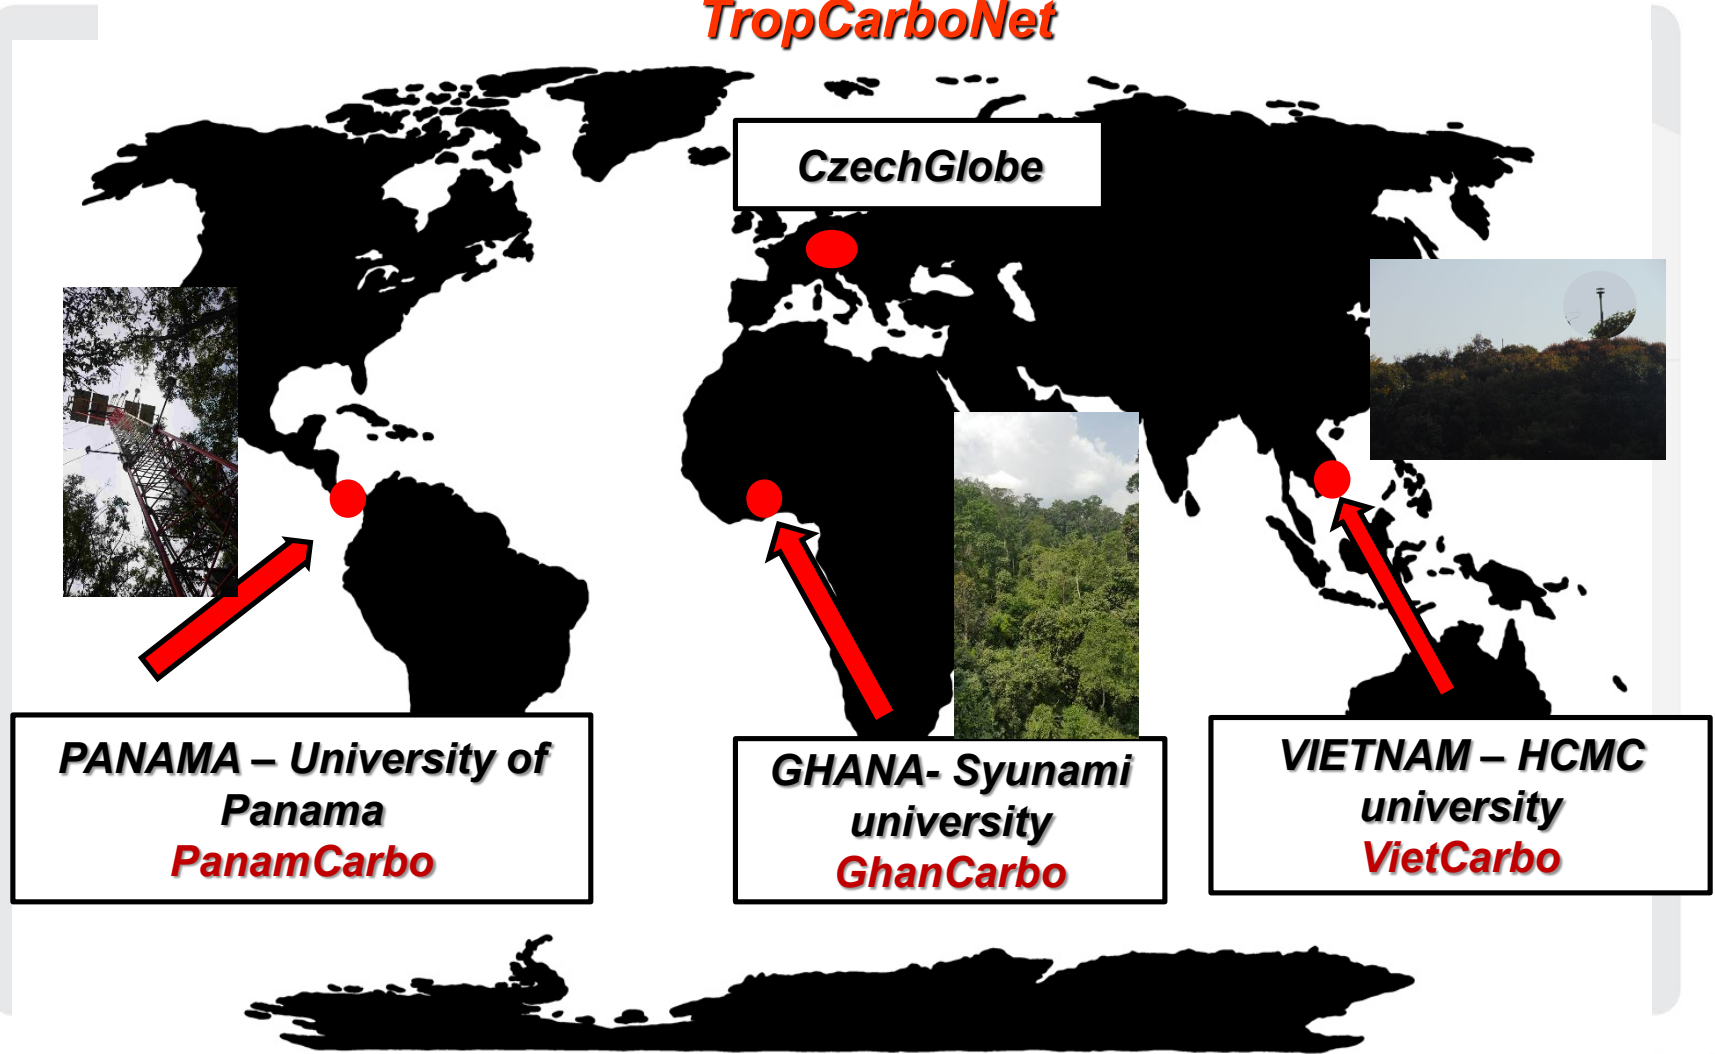 TropCarboNet
CzechGlobe
PANAMA – University of
Panama
PanamCarbo
GHANA- Syunami
university
GhanCarbo
VIETNAM – HCMC
university
VietCarbo